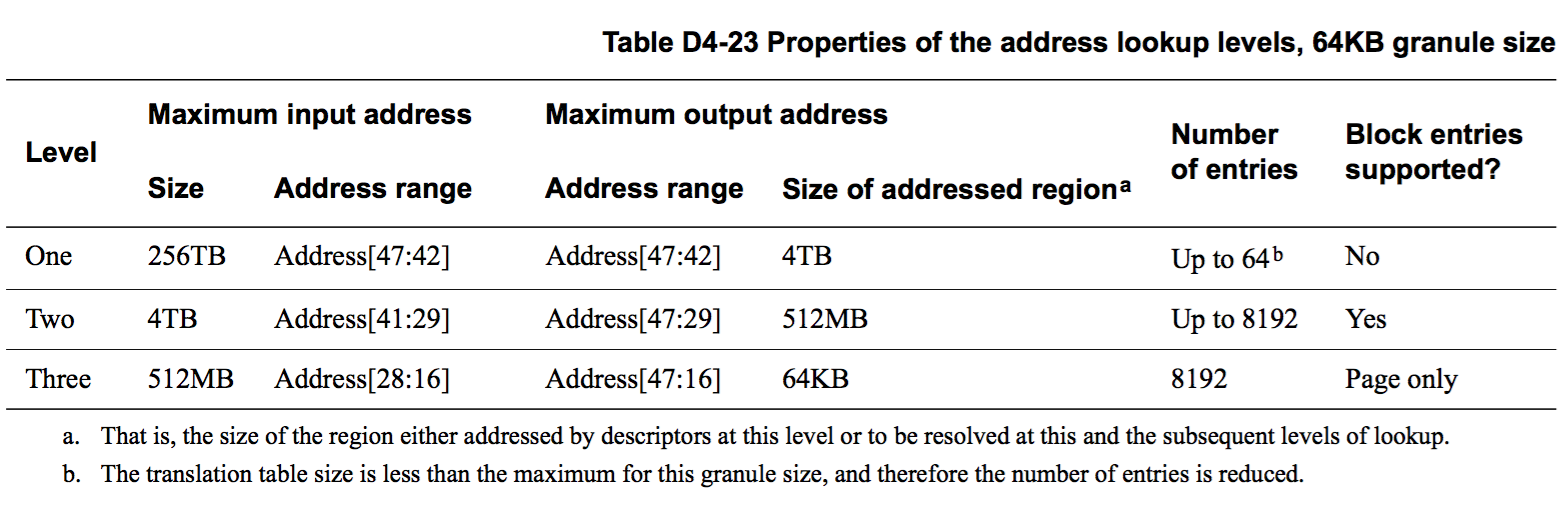 Table D4-23 Properties of the address lookup levels, 64KB granule size
Level Maximum input address Maximum output address Number of entries Block entries supported?
Size Address range Address range Size of addressed region a
One 256TB Address[47:42] Address[47:42] 4TB Up to 64 b No
Two 4TB Address[41:29] Address[47:29] 512MB Up to 8192 Yes
Three 512MB Address[28:16] Address[47:16] 64KB 8192 Page only
a. That is, the size of the region either addressed by descriptors at this level or to be resolved at this and the subsequent levels of lookup.
b. The translation table size is less than the maximum for this granule size, and therefore the number of entries is reduced.